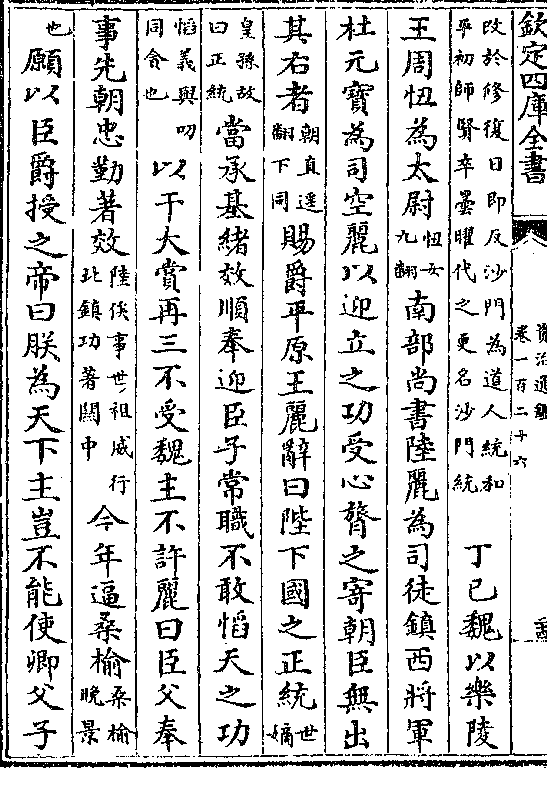 欽定四庫全書
資治通鑑
卷一百二十六
改於修復日即反沙門為道人統和
平初師賢卒曇曜代之更名沙門統
丁巳魏以樂陵
王周忸為太尉
忸女
九翻
南部尚書陸麗為司徒鎮西將軍
杜元寶為司空麗以迎立之功受心膂之寄朝臣無出
其右者
朝直遥
翻下同
賜爵平原王麗辭曰陛下國之正統
世
嫡
皇孫故
曰正統
當承基緒效順奉迎臣子常職不敢慆天之功
慆義與叨
同貪也
以干大賞再三不受魏主不許麗曰臣父奉
事先朝忠勤著效
陸俟事世祖威行
北鎮功著關中
今年逼桑榆
桑榆
晚景
也
願以臣爵授之帝曰朕為天下主豈不能使卿父子